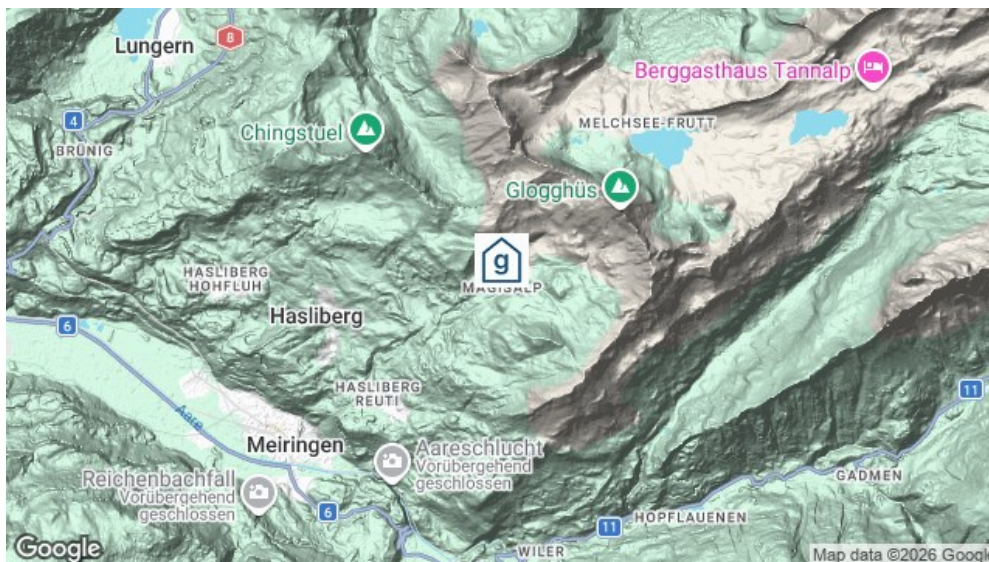 Lungern
8
Berggasthaus Tannalp
4
Chingstuel
MELCHSEE-FRUTT
BRÜNIG
Glogghüs
g
HASLIBERG
HOHFLUH
MÄGISALP
Hasliberg
6
HASLIBERG
REUTI
11
Aare
Meiringen
Aareschlucht
Vorübergehend
geschlossen
Reichenbachfall
Vorübergehend
geschlossen
GADMEN
6
HOPFLAUENEN
11
WILER
Google
Map data ©2026 Google